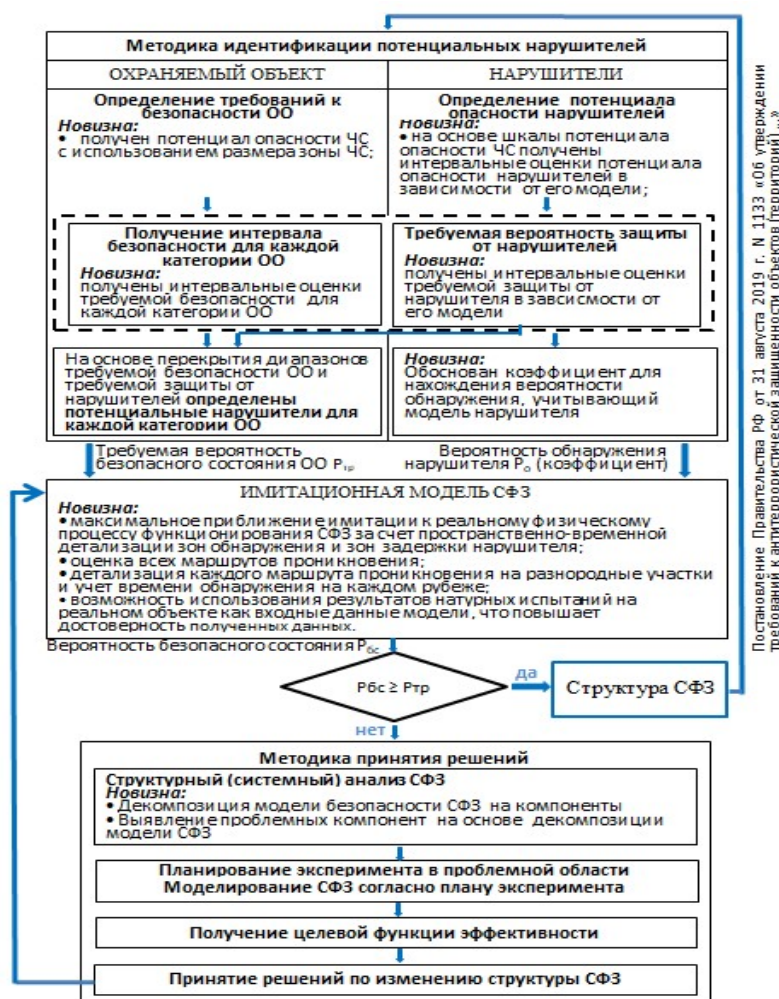 Методика идентификации потенциальных нарушителей
ОХРАНЯЕМЫЙ ОБЪЕКТ
НАРУШИТЕЛИ
Определение требований к
безопасности ОО
Новизна:
• получен потенциал опасности ЧС
с использованием размера зоны ЧС;
Определение потенциала
опасности нарушителей
Новизна:
• на основе шкалы потенциала
опасности ЧС получены
интервальные оценки потенциала
опасности нарушителей в
зависимости от его модели;
Получение интервала
безопасности для каждой
категории ОО
Новизна:
получены интервальные оценки
требуемой безопасности для
каждой категории ОО
Требуемая вероятность защиты
от нарушителей
Новизна:
получены интервальные оценки
требуемой защиты от
нарушителя в завсисмости от
его модели
На основе перекрытия диапазонов
требуемой безопасности ОО и
требуемой защиты от
нарушителей определены
потенциальные нарушители для
каждой категории ОО
Новизна:
Обоснован коэффициент для
нахождения вероятности
обнаружения, учитывающий
модель нарушителя
Требуемая вероятность
безопасного состояния ОО Pтр
Вероятность обнаружения
нарушителя Pо (коэффициент)
ИМИТАЦИОННАЯ МОДЕЛЬ СФЗ
Новизна:
• максимальное приближение имитации к реальному физическому
процессу функционирования СФЗ за счет пространственно-временной
детализации зон обнаружения и зон задержки нарушителя;
• оценка всех маршрутов проникновения;
• детализация каждого маршрута проникновения на разнородные участки
и учет времени обнаружения на каждом рубеже;
• возможность использования результатов натурных испытаний на
реальном объекте как входные данные модели, что повышает
достоверность полученных данных.
Вероятность безопасного состояния Pбс
Pбс ≥ Pтр
да
Структура СФЗ
нет
Методика принятия решений
Структурный (системный) анализ СФЗ
Новизна:
• Декомпозиция модели безопасности СФЗ на компоненты
• Выявление проблемных компонент на основе декомпозиции
модели СФЗ
Планирование эксперимента в проблемной области
Моделирование СФЗ согласно плану эксперимента
Получение целевой функции эффективности
Принятие решений по изменению структуры СФЗ
Постановление Правительства РФ от 31 августа 2019 г. N 1133 «Об утверждении
требований к антитеррористической защищенности объектов (территорий) ...»